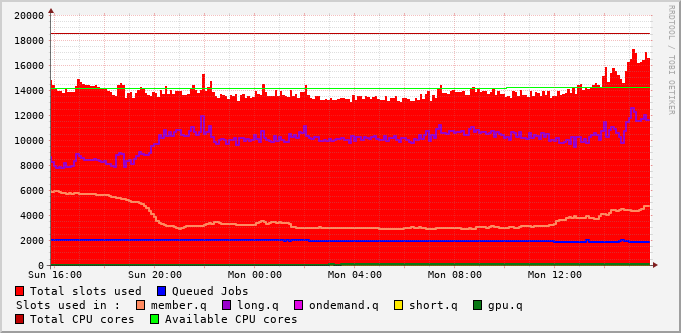 20000
18000
16000
14000
12000
10000
8000
6000
4000
2000
0
Sun 16:00 Sun 20:00 Mon 00:00 Mon 04:00 Mon 08:00 Mon 12:00
Total slots used Queued Jobs
Slots used in : member.q long.q ondemand.q short.q gpu.q
Total CPU cores Available CPU cores
RRDTOOL / TOBI OETIKER